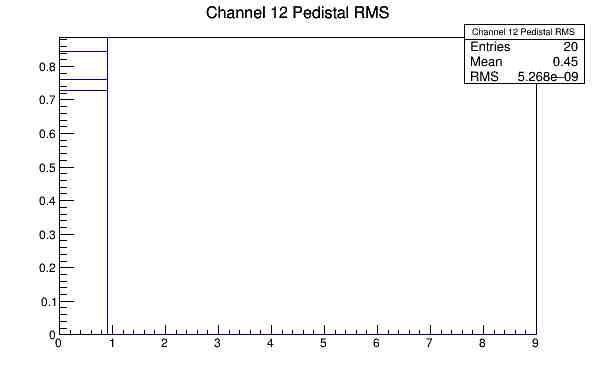 Channel 12 Pedistal RMS
Channel 12 Pedistal RMS
Entries 20
Mean 0.45
RMS 5.268e-09
0.8
0.7
0.6
0.5
0.4
0.3
0.2
0.1
0
0 1 2 3 4 5 6 7 8 9